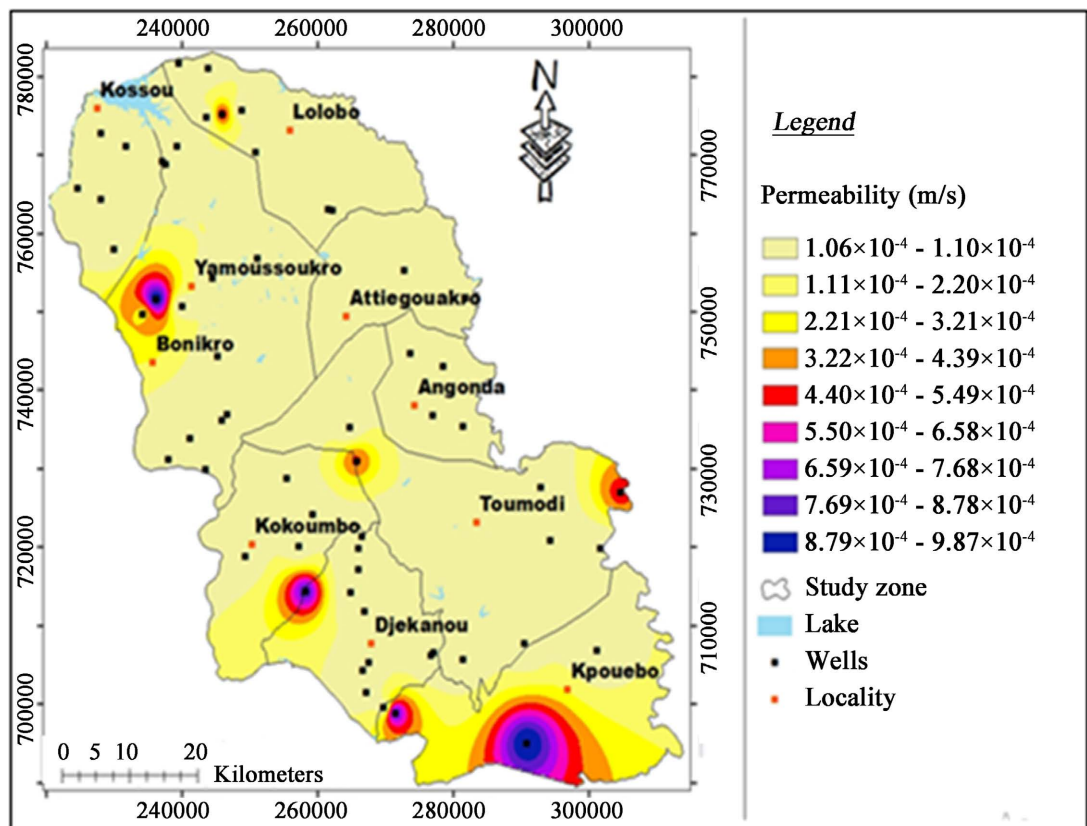 240000 260000 280000 300000
780000
760000
740000
720000
700000
770000
750000
730000
710000
N
Kossou
Lolobo
Yamoussoukro
Attiegouakro
Bonikro
Angonda
Toumodi
Kokoumbo
Djekanou
Kpouebo
0 5 10 20
Kilometers
240000 260000 280000 300000
Legend
Permeability (m/s)
1.06×10⁻⁴ - 1.10×10⁻⁴
1.11×10⁻⁴ - 2.20×10⁻⁴
2.21×10⁻⁴ - 3.21×10⁻⁴
3.22×10⁻⁴ - 4.39×10⁻⁴
4.40×10⁻⁴ - 5.49×10⁻⁴
5.50×10⁻⁴ - 6.58×10⁻⁴
6.59×10⁻⁴ - 7.68×10⁻⁴
7.69×10⁻⁴ - 8.78×10⁻⁴
8.79×10⁻⁴ - 9.87×10⁻⁴
Study zone
Lake
Wells
Locality